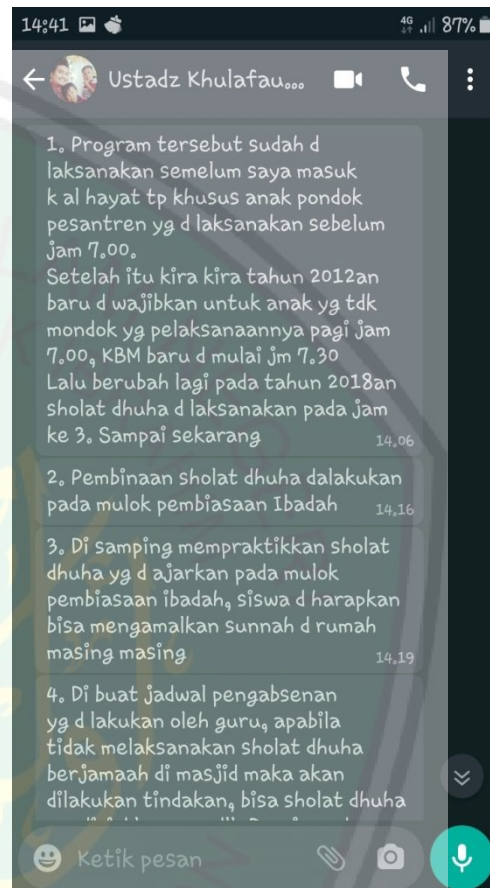 14:41 4G 87%
Ustadz Khulafau...
1. Program tersebut sudah d
laksanakan semelum saya masuk
k al hayat tp khusus anak pondok
pesantren yg d laksanakan sebelum
jam 7.00.
Setelah itu kira kira tahun 2012an
baru d wajibkan untuk anak yg tdk
mondok yg pelaksanaannya pagi jam
7.00, KBM baru d mulai jm 7.30
Lalu berubah lagi pada tahun 2018an
sholat dhuha d laksanakan pada jam
ke 3. Sampai sekarang 14.06
2. Pembinaan sholat dhuha dalakukan
pada mulok pembiasaan Ibadah 14.16
3. Di samping mempraktikkan sholat
dhuha yg d ajarkan pada mulok
pembiasaan ibadah, siswa d harapkan
bisa mengamalkan sunnah d rumah
masing masing 14.19
4. Di buat jadwal pengabsenan
yg d lakukan oleh guru, apabila
tidak melaksanakan sholat dhuha
berjamaah di masjid maka akan
dilakukan tindakan, bisa sholat dhuha
Ketik pesan